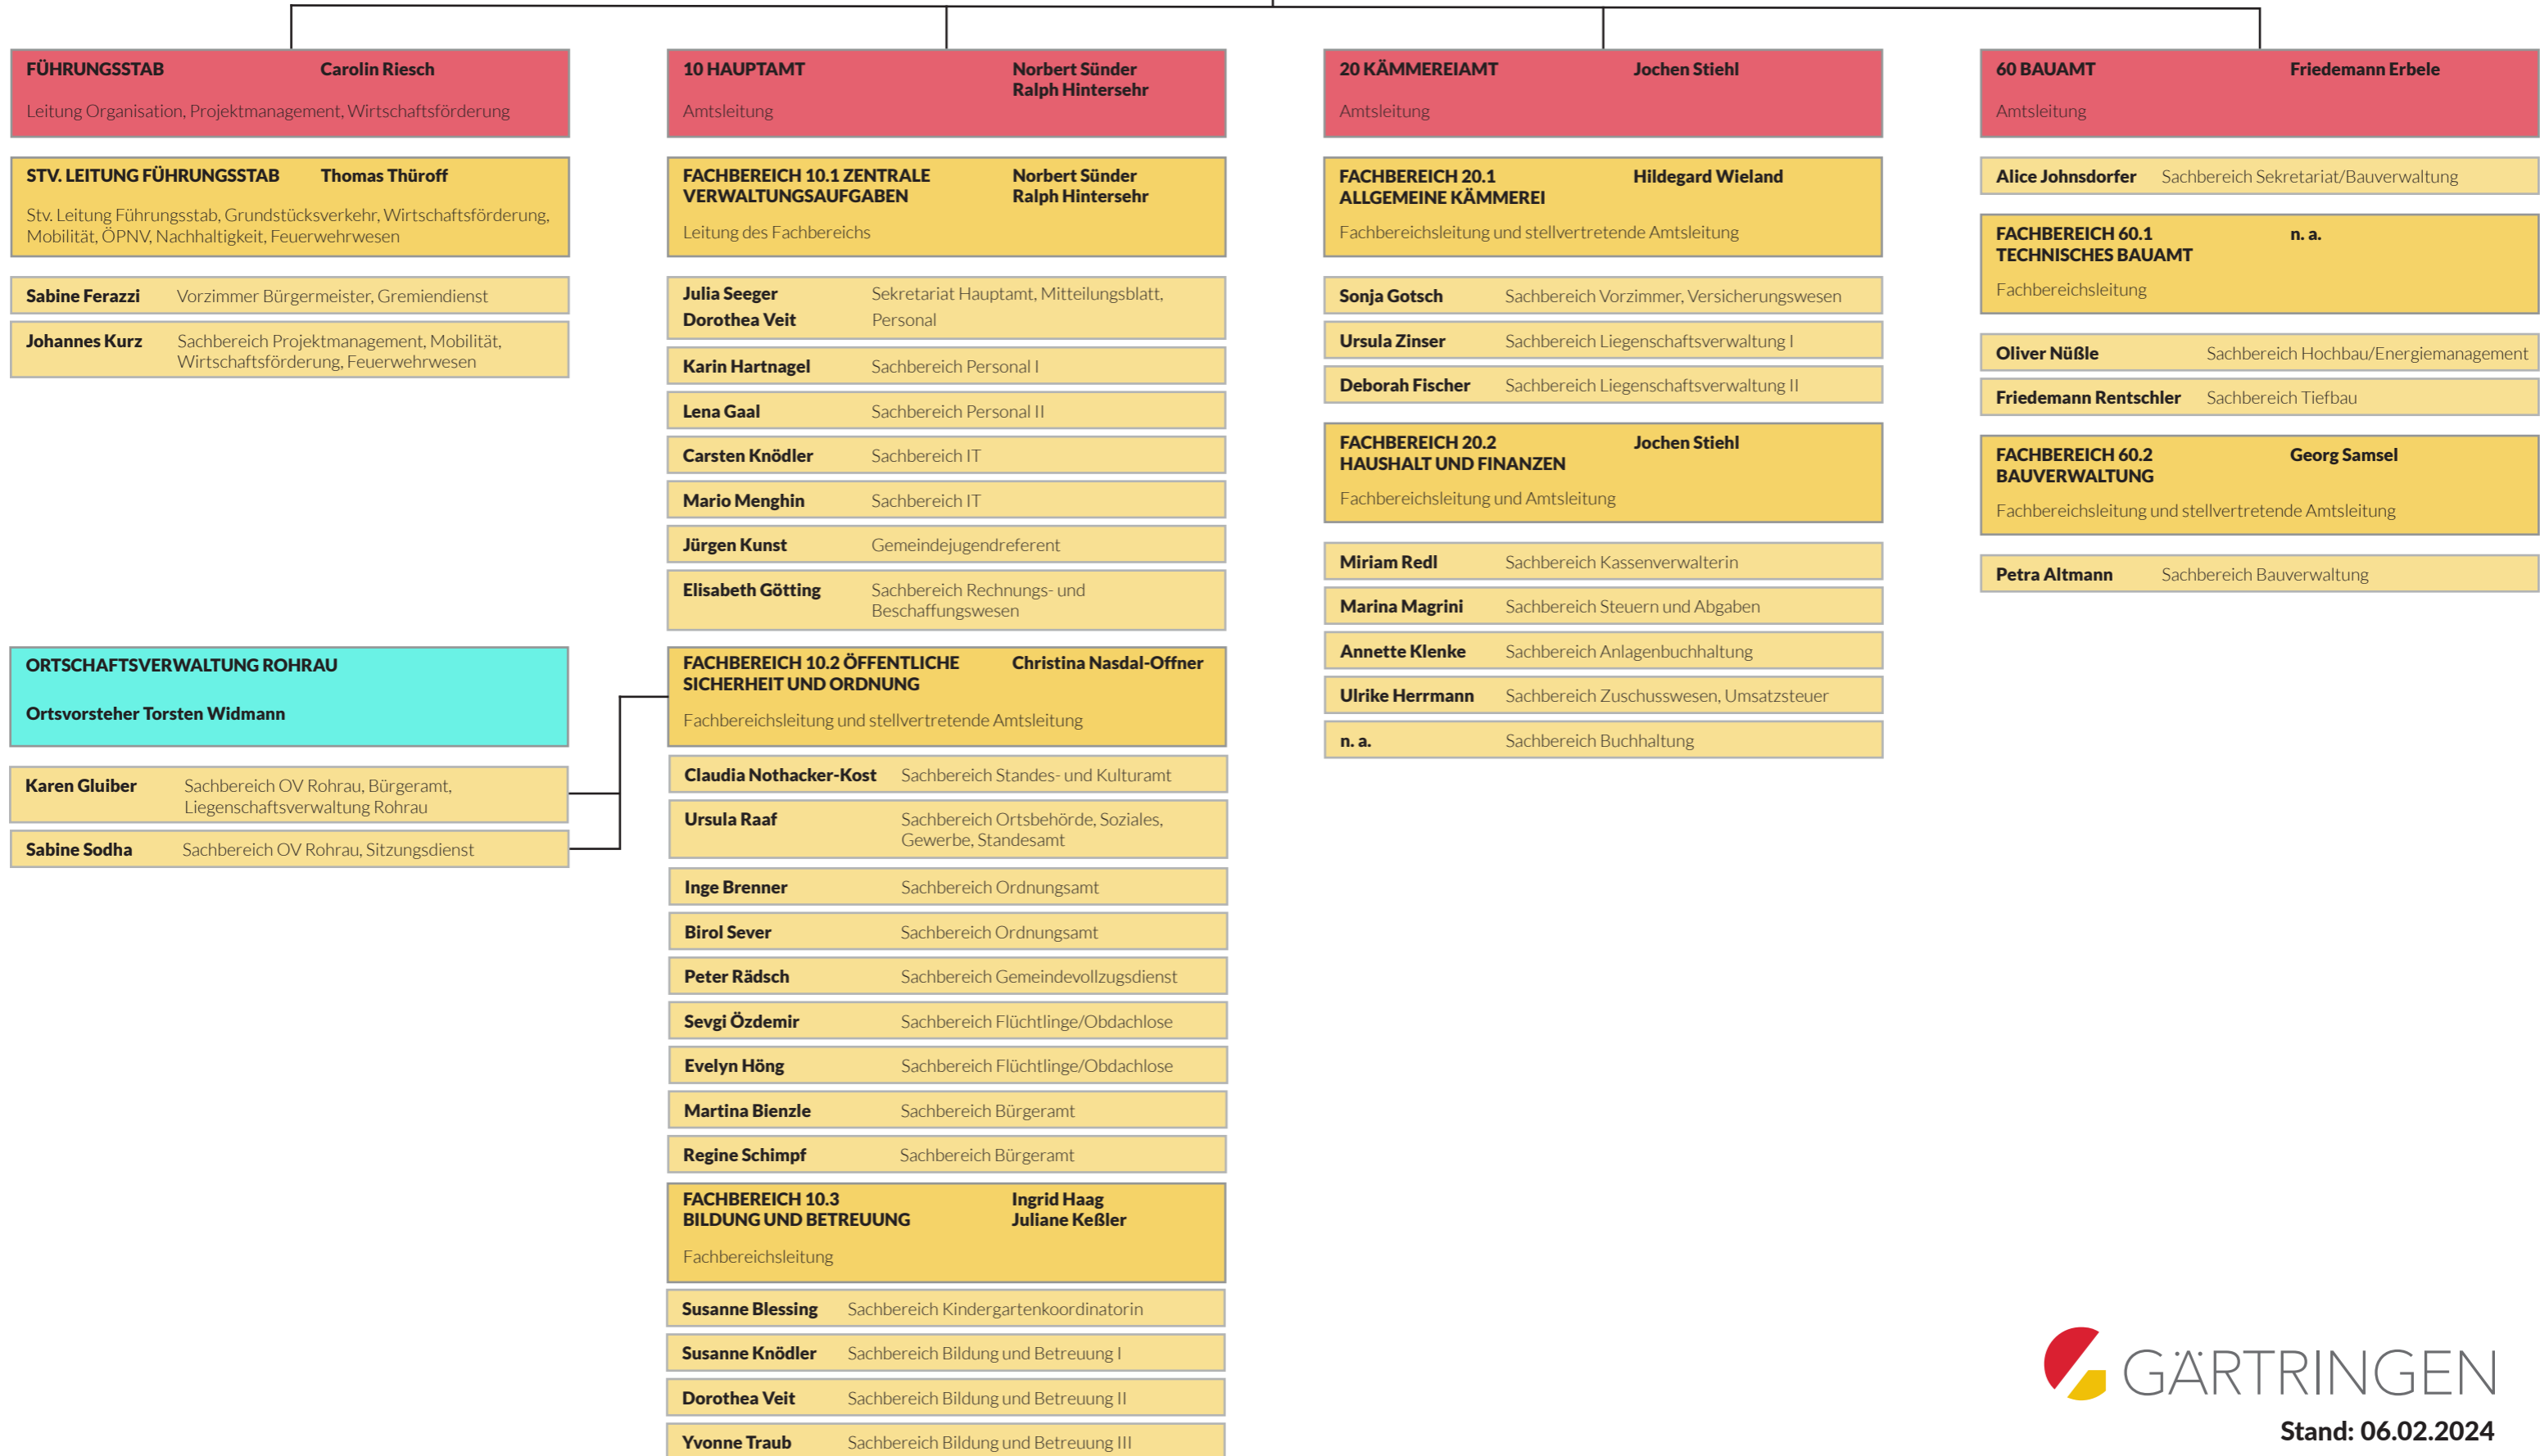 FÜHRUNGSSTAB Carolin Riesch
Leitung Organisation, Projektmanagement, Wirtschaftsförderung
STV. LEITUNG FÜHRUNGSSTAB Thomas Thüroff
Stv. Leitung Führungsstab, Grundstücksverkehr, Wirtschaftsförderung,
Mobilität, ÖPNV, Nachhaltigkeit, Feuerwehrwesen
Sabine Ferazzi Vorzimmer Bürgermeister, Gremiendienst
Johannes Kurz Sachbereich Projektmanagement, Mobilität,
Wirtschaftsförderung, Feuerwehrwesen
ORTSCHAFTSVERWALTUNG ROHRAU
Ortsvorsteher Torsten Widmann
Karen Gluiber Sachbereich OV Rohrau, Bürgeramt,
Liegenschaftsverwaltung Rohrau
Sabine Sodha Sachbereich OV Rohrau, Sitzungsdienst
10 HAUPTAMT Norbert Sünder
Ralph Hintersehr
Amtsleitung
FACHBEREICH 10.1 ZENTRALE Norbert Sünder
VERWALTUNGSAUFGABEN Ralph Hintersehr
Leitung des Fachbereichs
Julia Seeger Sekretariat Hauptamt, Mitteilungsblatt,
Dorothea Veit Personal
Karin Hartnagel Sachbereich Personal I
Lena Gaal Sachbereich Personal II
Carsten Knödler Sachbereich IT
Mario Menghin Sachbereich IT
Jürgen Kunst Gemeindejugendreferent
Elisabeth Götting Sachbereich Rechnungs- und
Beschaffungswesen
FACHBEREICH 10.2 ÖFFENTLICHE Christina Nasdal-Offner
SICHERHEIT UND ORDNUNG
Fachbereichsleitung und stellvertretende Amtsleitung
Claudia Nothacker-Kost Sachbereich Standes- und Kulturamt
Ursula Raaf Sachbereich Ortsbehörde, Soziales,
Gewerbe, Standesamt
Inge Brenner Sachbereich Ordnungsamt
Birol Sever Sachbereich Ordnungsamt
Peter Rädsch Sachbereich Gemeindevollzugsdienst
Sevgi Özdemir Sachbereich Flüchtlinge/Obdachlose
Evelyn Höng Sachbereich Flüchtlinge/Obdachlose
Martina Bienzle Sachbereich Bürgeramt
Regine Schimpf Sachbereich Bürgeramt
FACHBEREICH 10.3 Ingrid Haag
BILDUNG UND BETREUUNG Juliane Keßler
Fachbereichsleitung
Susanne Blessing Sachbereich Kindergartenkoordinatorin
Susanne Knödler Sachbereich Bildung und Betreuung I
Dorothea Veit Sachbereich Bildung und Betreuung II
Yvonne Traub Sachbereich Bildung und Betreuung III
20 KÄMMEREIAMT Jochen Stiehl
Amtsleitung
FACHBEREICH 20.1 Hildegard Wieland
ALLGEMEINE KÄMMEREI
Fachbereichsleitung und stellvertretende Amtsleitung
Sonja Gotsch Sachbereich Vorzimmer, Versicherungswesen
Ursula Zinser Sachbereich Liegenschaftsverwaltung I
Deborah Fischer Sachbereich Liegenschaftsverwaltung II
FACHBEREICH 20.2 Jochen Stiehl
HAUSHALT UND FINANZEN
Fachbereichsleitung und Amtsleitung
Miriam Redl Sachbereich Kassenverwalterin
Marina Magrini Sachbereich Steuern und Abgaben
Annette Klenke Sachbereich Anlagenbuchhaltung
Ulrike Herrmann Sachbereich Zuschusswesen, Umsatzsteuer
n. a. Sachbereich Buchhaltung
60 BAUAMT Friedemann Erbele
Amtsleitung
Alice Johnsdorfer Sachbereich Sekretariat/Bauverwaltung
FACHBEREICH 60.1 n. a.
TECHNISCHES BAUAMT
Fachbereichsleitung
Oliver Nüßle Sachbereich Hochbau/Energiemanagement
Friedemann Rentschler Sachbereich Tiefbau
FACHBEREICH 60.2 Georg Samsel
BAUVERWALTUNG
Fachbereichsleitung und stellvertretende Amtsleitung
Petra Altmann Sachbereich Bauverwaltung
GÄRTRINGEN
Stand: 06.02.2024